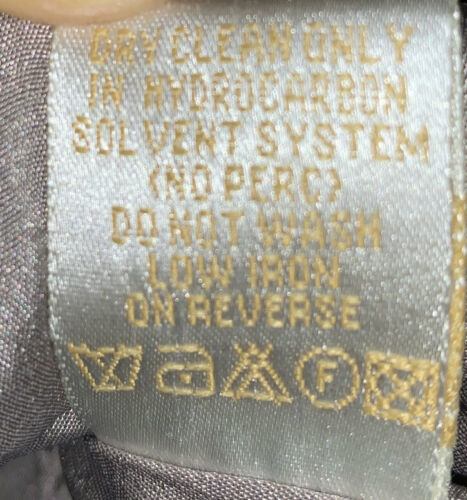 DRY CLEAN ONLY
IN HYDROCARBON
SOLVENT SYSTEM
(NO PERC)
DO NOT WASH
LOW IRON
ON REVERSE
F